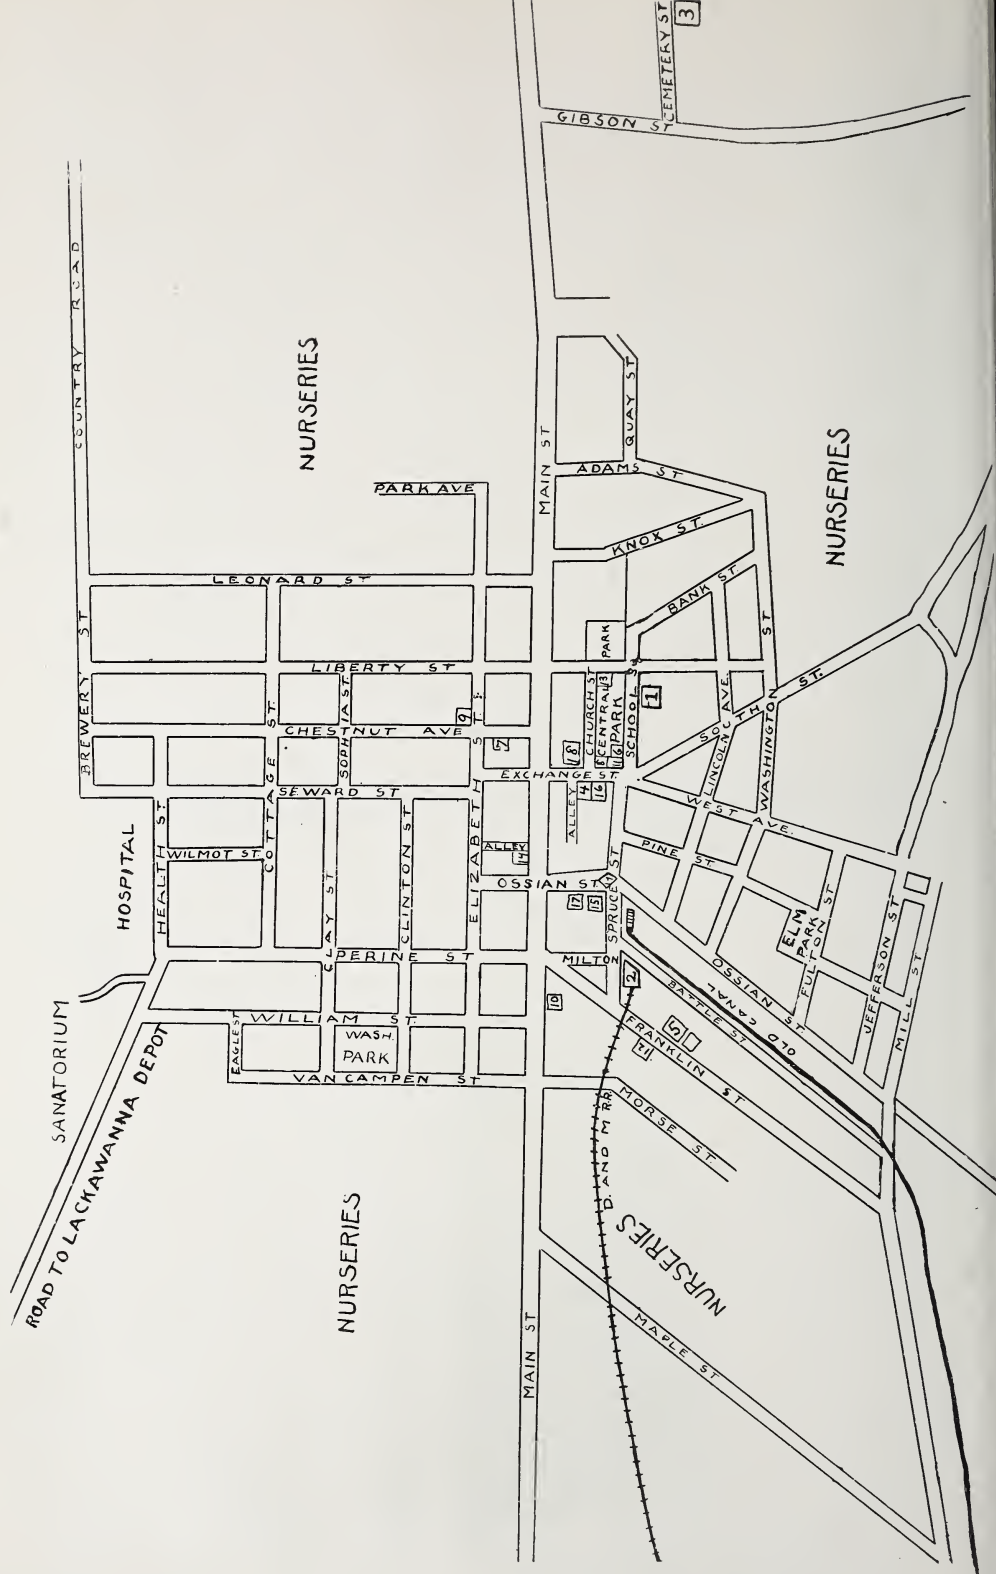 3
CEMETERY ST
GIBSON ST
COUNTRY ROAD
NURSERIES
QUAY ST
MAIN ST
ADAMS ST
NURSERIES
PARK AVE
KNOX ST.
LEONARD ST
BANK ST.
BREWERY ST
PARK
ST
LIBERTY ST
SOPHIA ST.
CHURCH ST
CENTRAL PARK
13
SCHOOL ST
1
LINCOLN AVE.
SOUTH ST.
WASHINGTON
9
CHESTNUT AVE
7
18
8
11
6
EXCHANGE ST.
COTTAGE ST.
SEWARD ST
ALLEY
4
16
WEST AVE.
HOSPITAL
HEALTH ST.
WILMOT ST.
CLAY ST
CLINTON ST
ELIZABETH ST.
ALLEY
14
PINE ST.
OSSIAN ST.
17
15
SPRUCE ST
ELM PARK
FULTON ST
JEFFERSON ST
MILL ST
PERINE ST
MILTON
2
OSSIAN ST.
OLD CANAL
BATTLE ST
10
SANATORIUM
EAGLE ST
WILLIAM ST
WASH.
PARK
VAN CAMPEN ST
5
12
FRANKLIN ST
ROAD TO LACKAWANNA DEPOT
MORSE ST.
D. AND M R.R.
NURSERIES
NURSERIES
MAIN ST
MAPLE ST